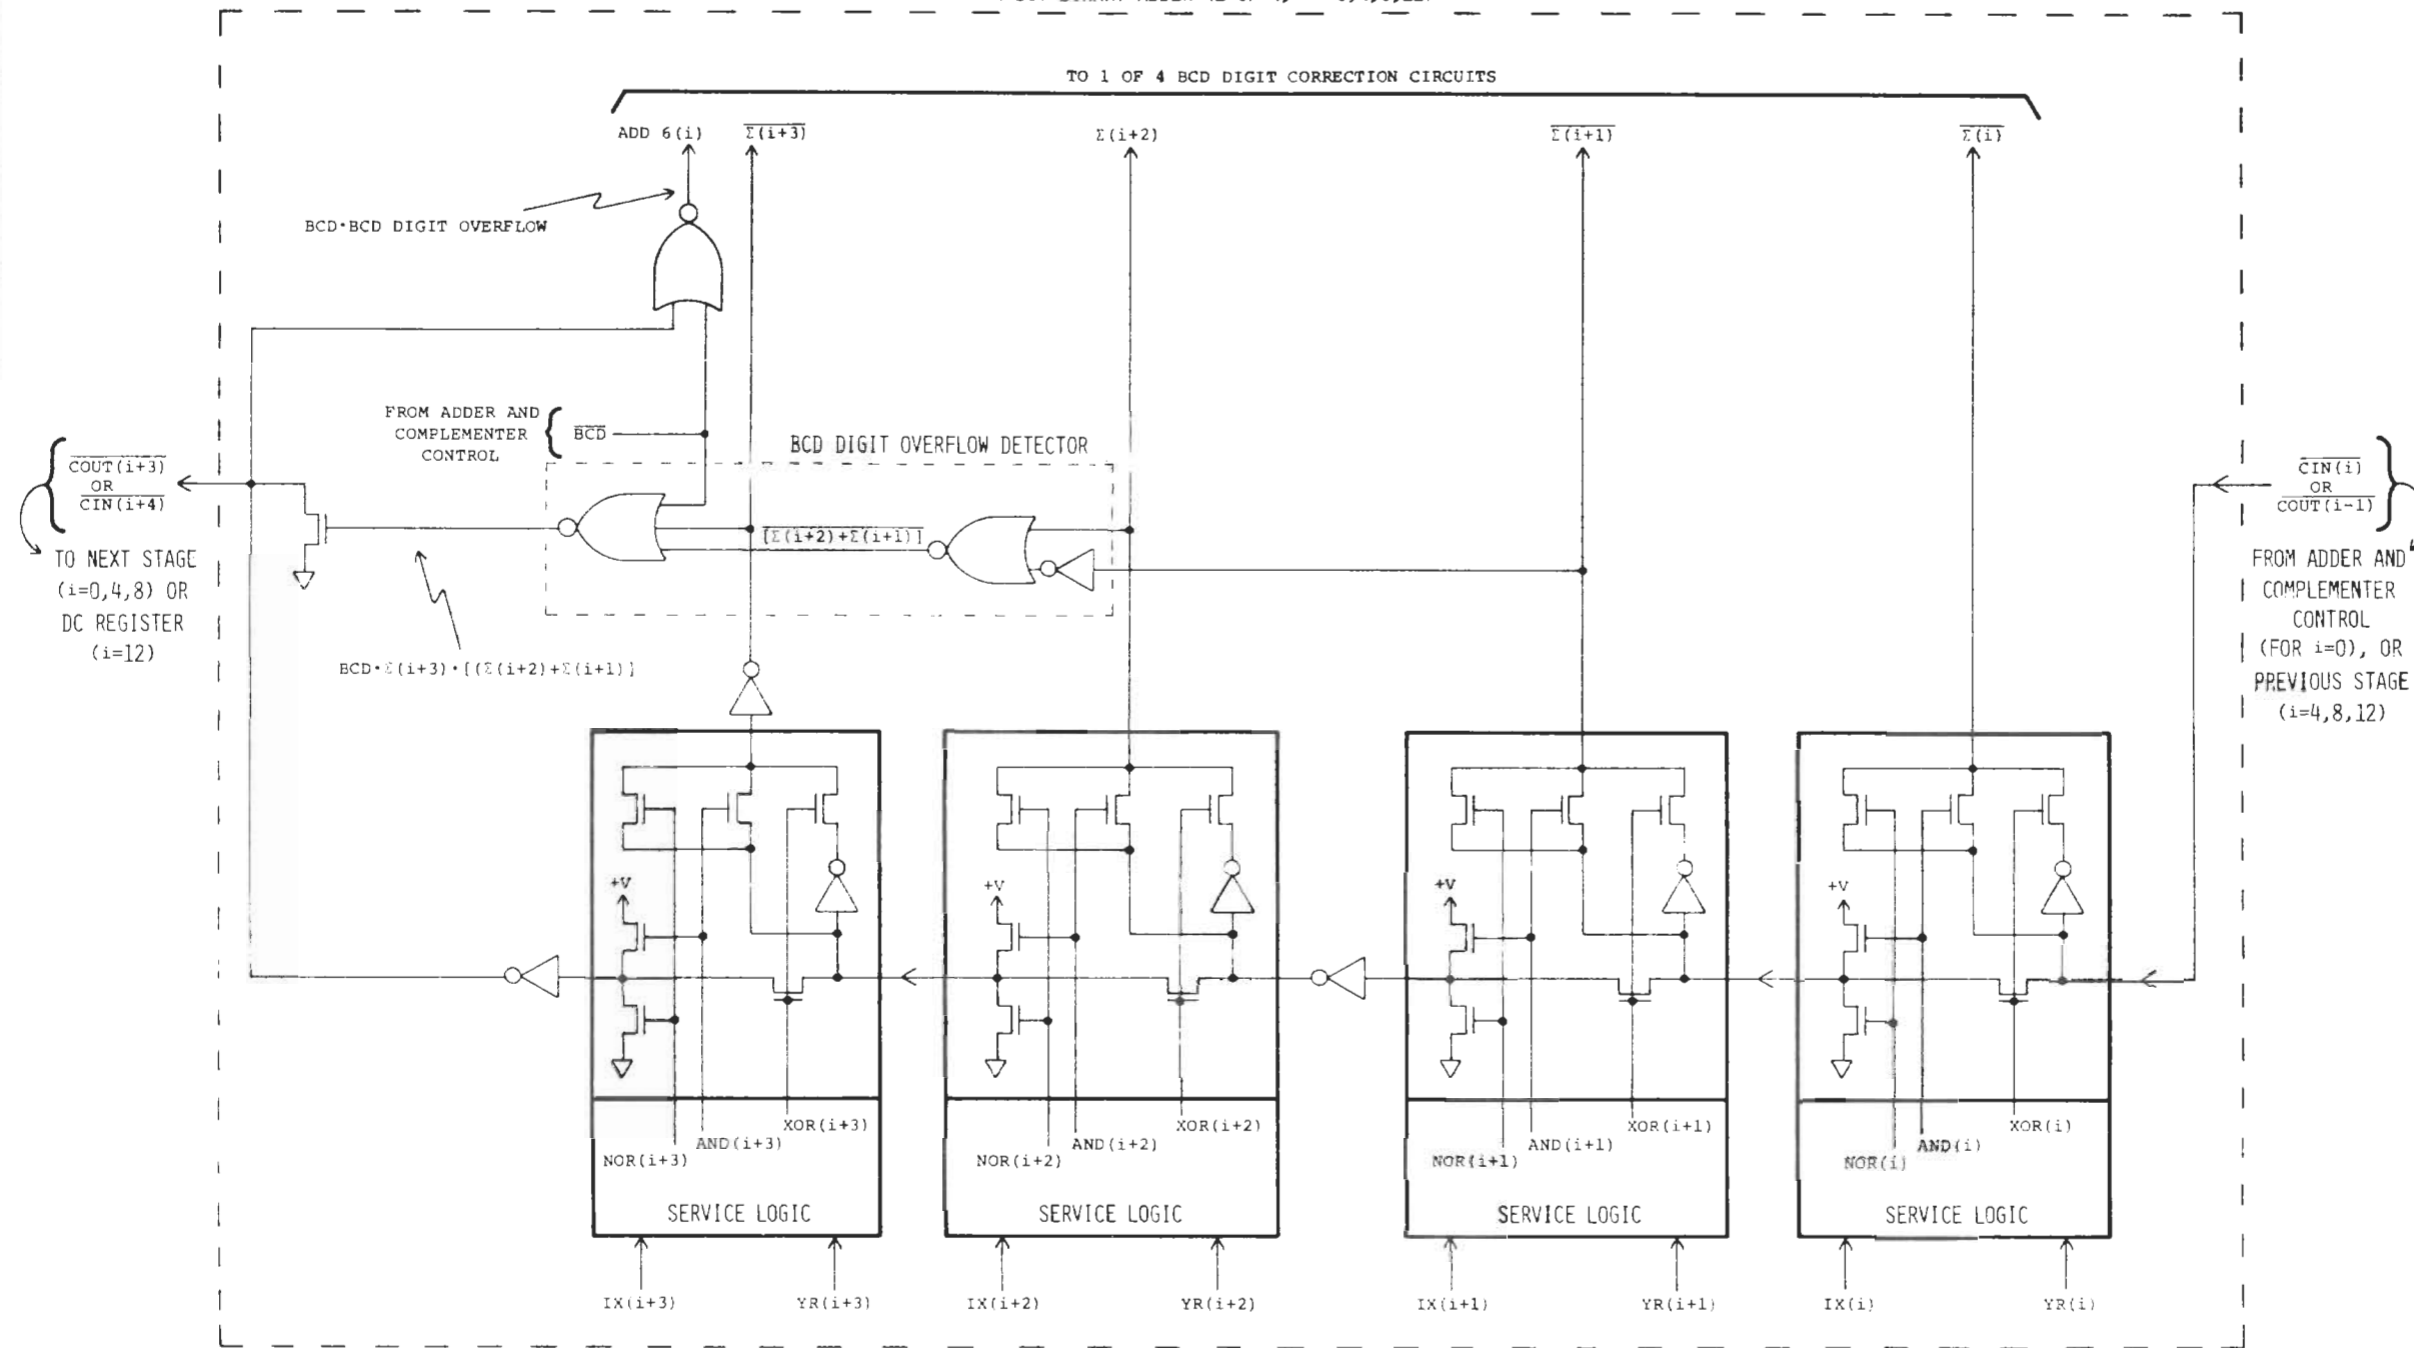 TO 1 OF 4 BCD DIGIT CORRECTION CIRCUITS
ADD 6(i)
Σ(i+3)
Σ(i+2)
Σ(i+1)
Σ(i)
BCD·BCD DIGIT OVERFLOW
FROM ADDER AND
COMPLEMENTER
CONTROL
BCD
BCD DIGIT OVERFLOW DETECTOR
[Σ(i+2)+Σ(i+1)]
COUT(i+3)
OR
CIN(i+4)
TO NEXT STAGE
(i=0,4,8) OR
DC REGISTER
(i=12)
BCD·Σ(i+3)·[(Σ(i+2)+Σ(i+1)]
CIN(i)
OR
COUT(i-1)
FROM ADDER AND
COMPLEMENTER
CONTROL
(FOR i=0), OR
PREVIOUS STAGE
(i=4,8,12)
+V
+V
+V
+V
XOR(i+3)
AND(i+3)
NOR(i+3)
SERVICE LOGIC
XOR(i+2)
AND(i+2)
NOR(i+2)
SERVICE LOGIC
XOR(i+1)
AND(i+1)
NOR(i+1)
SERVICE LOGIC
XOR(i)
AND(i)
NOR(i)
SERVICE LOGIC
IX(i+3)
YR(i+3)
IX(i+2)
YR(i+2)
IX(i+1)
YR(i+1)
IX(i)
YR(i)